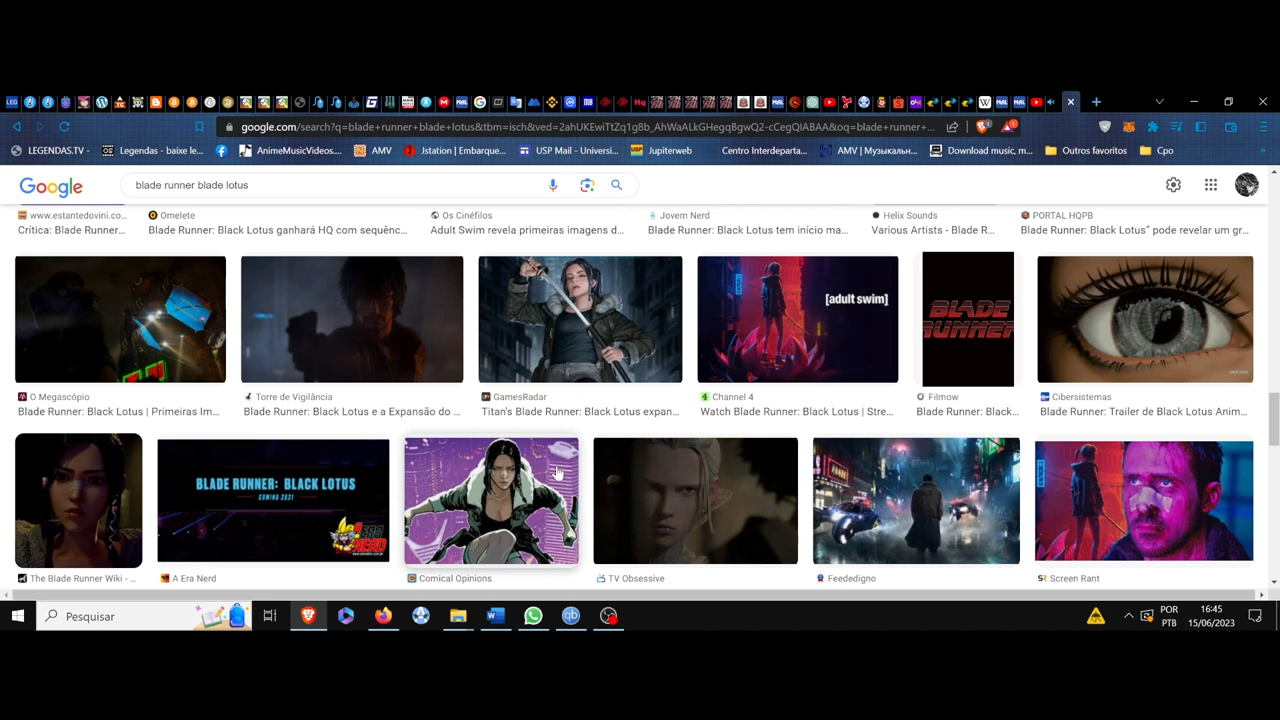 google.com/search?q=blade+runner+blade+lotus&tbm=isch&ved=2ahUKEwiTtZq1g8b_AhWaALkGHegqBgwQ2-cCegQIABAA&oq=blade+runner+...
LEGENDAS.TV -
Legendas - baixe le...
AnimeMusicVideos....
AMV
Jstation | Embarque...
USP Mail - Universi...
Jupiterweb
Centro Interdeparta...
AMV | Музыкальн...
Download music, m...
Outros favoritos
Cpo
Google
blade runner blade lotus
www.estantedovini.co...
Omelete
Os Cinéfilos
Jovem Nerd
Helix Sounds
PORTAL HQPB
Crítica: Blade Runner...
Blade Runner: Black Lotus ganhará HQ com sequênc...
Adult Swim revela primeiras imagens d...
Blade Runner: Black Lotus tem início ma...
Various Artists - Blade R...
Blade Runner: Black Lotus" pode revelar um gr...
[adult swim]
BLADE
RUNNER
O Megascópio
Torre de Vigilância
GamesRadar
Channel 4
Filmow
Cibersistemas
Blade Runner: Black Lotus | Primeiras Im...
Blade Runner: Black Lotus e a Expansão do ...
Titan's Blade Runner: Black Lotus expan...
Watch Blade Runner: Black Lotus | Stre...
Blade Runner: Black...
Blade Runner: Trailer de Black Lotus Anim...
BLADE RUNNER: BLACK LOTUS
COMING 2021
The Blade Runner Wiki - ...
A Era Nerd
Comical Opinions
TV Obsessive
Feededigno
Screen Rant
Pesquisar
POR
PTB
16:45
15/06/2023